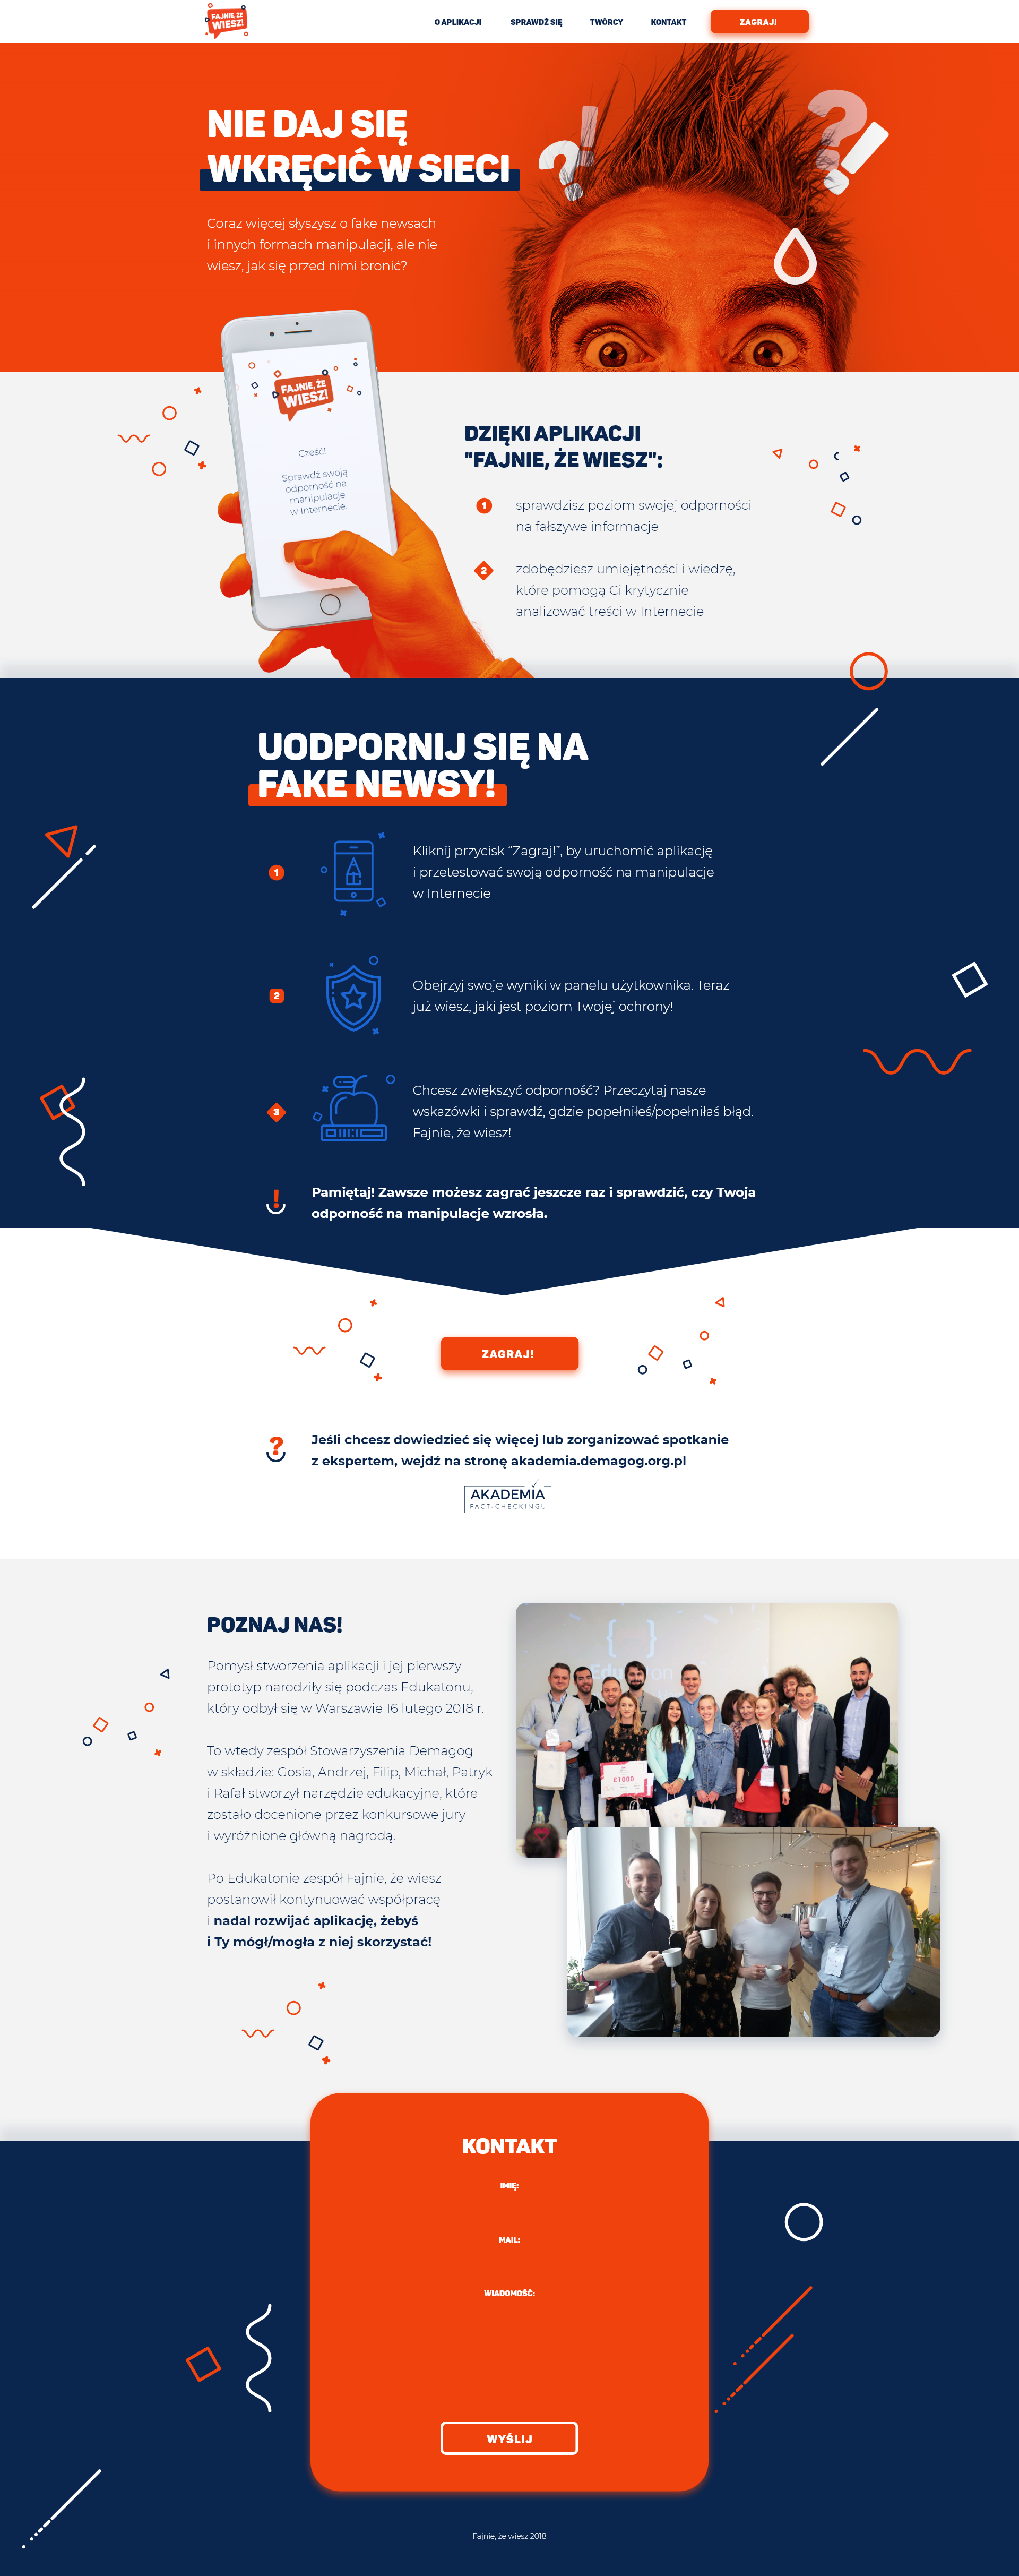 FAJNIE, ŻE
WIESZ!
O APLIKACJI
SPRAWDŹ SIĘ
TWÓRCY
KONTAKT
ZAGRAJ!
NIE DAJ SIĘ
WKRĘCIĆ W SIECI
Coraz więcej słyszysz o fake newsach
i innych formach manipulacji, ale nie
wiesz, jak się przed nimi bronić?
FAJNIE, ŻE
WIESZ!
Cześć!
Sprawdź swoją
odporność na
manipulacje
w Internecie.
DZIĘKI APLIKACJI
"FAJNIE, ŻE WIESZ":
1
sprawdzisz poziom swojej odporności
na fałszywe informacje
2
zdobędziesz umiejętności i wiedzę,
które pomogą Ci krytycznie
analizować treści w Internecie
UODPORNIJ SIĘ NA
FAKE NEWSY!
1
Kliknij przycisk “Zagraj!”, by uruchomić aplikację
i przetestować swoją odporność na manipulacje
w Internecie
2
Obejrzyj swoje wyniki w panelu użytkownika. Teraz
już wiesz, jaki jest poziom Twojej ochrony!
3
Chcesz zwiększyć odporność? Przeczytaj nasze
wskazówki i sprawdź, gdzie popełniłeś/popełniłaś błąd.
Fajnie, że wiesz!
Pamiętaj! Zawsze możesz zagrać jeszcze raz i sprawdzić, czy Twoja
odporność na manipulacje wzrosła.
ZAGRAJ!
Jeśli chcesz dowiedzieć się więcej lub zorganizować spotkanie
z ekspertem, wejdź na stronę akademia.demagog.org.pl
AKADEMIA
FACT-CHECKINGU
POZNAJ NAS!
Pomysł stworzenia aplikacji i jej pierwszy
prototyp narodziły się podczas Edukatonu,
który odbył się w Warszawie 16 lutego 2018 r.
To wtedy zespół Stowarzyszenia Demagog
w składzie: Gosia, Andrzej, Filip, Michał, Patryk
i Rafał stworzył narzędzie edukacyjne, które
zostało docenione przez konkursowe jury
i wyróżnione główną nagrodą.
Po Edukatonie zespół Fajnie, że wiesz
postanowił kontynuować współpracę
i nadal rozwijać aplikację, żebyś
i Ty mógł/mogła z niej skorzystać!
£1000
KONTAKT
IMIĘ:
MAIL:
WIADOMOŚĆ:
WYŚLIJ
Fajnie, że wiesz 2018